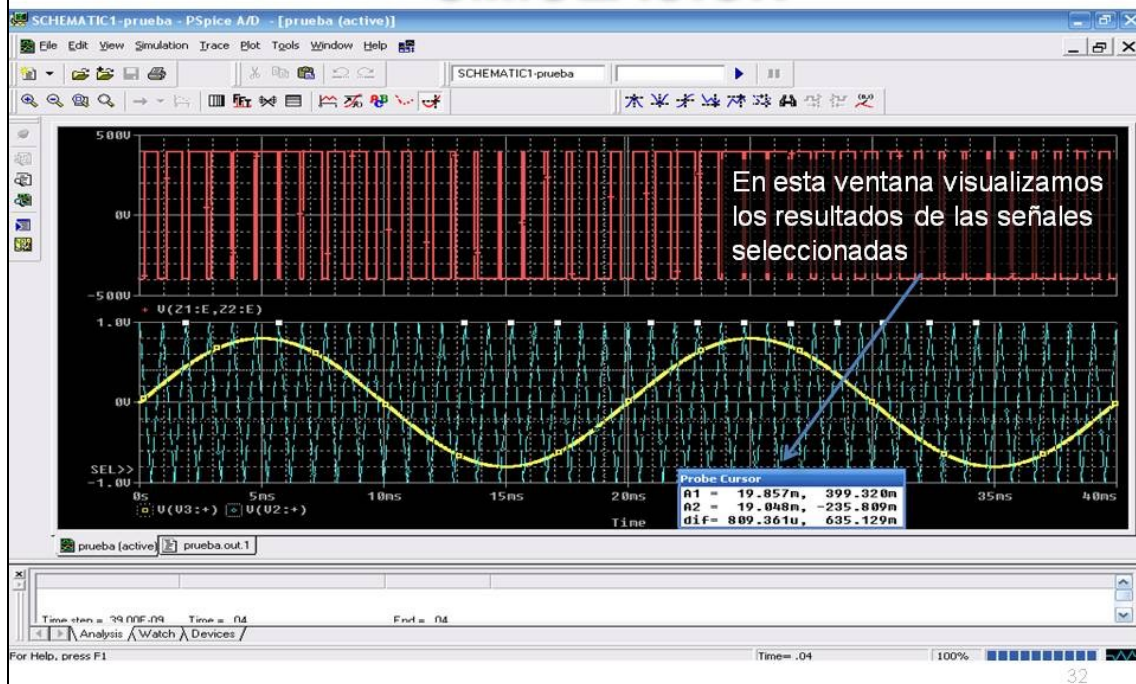 SCHEMATIC1-prueba - PSpice A/D - [prueba (active)]
File Edit View Simulation Trace Plot Tools Window Help
SCHEMATIC1-prueba
500V
0V
-500V
V(Z1:E,Z2:E)
En esta ventana visualizamos
los resultados de las señales
seleccionadas
1.0V
0V
SEL>>
-1.0V
0s 5ms 10ms 15ms 20ms 35ms 40ms
V(V3:+) V(V2:+)
Time
Probe Cursor
A1 = 19.857m, 399.320m
A2 = 19.048m, -235.809m
dif= 809.361u, 635.129m
prueba (active) prueba.out.1
Time step = 39.00E-09 Time = .04 End = .04
Analysis Watch Devices
For Help, press F1 Time= .04 100%
32